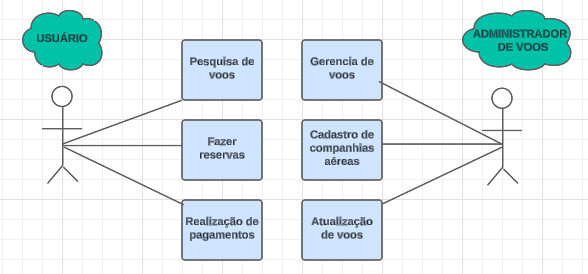 USUÁRIO
ADMINISTRADOR
DE VOOS
Pesquisa de
voos
Gerencia de
voos
Fazer
reservas
Cadastro de
companhias
aéreas
Realização de
pagamentos
Atualização
de voos